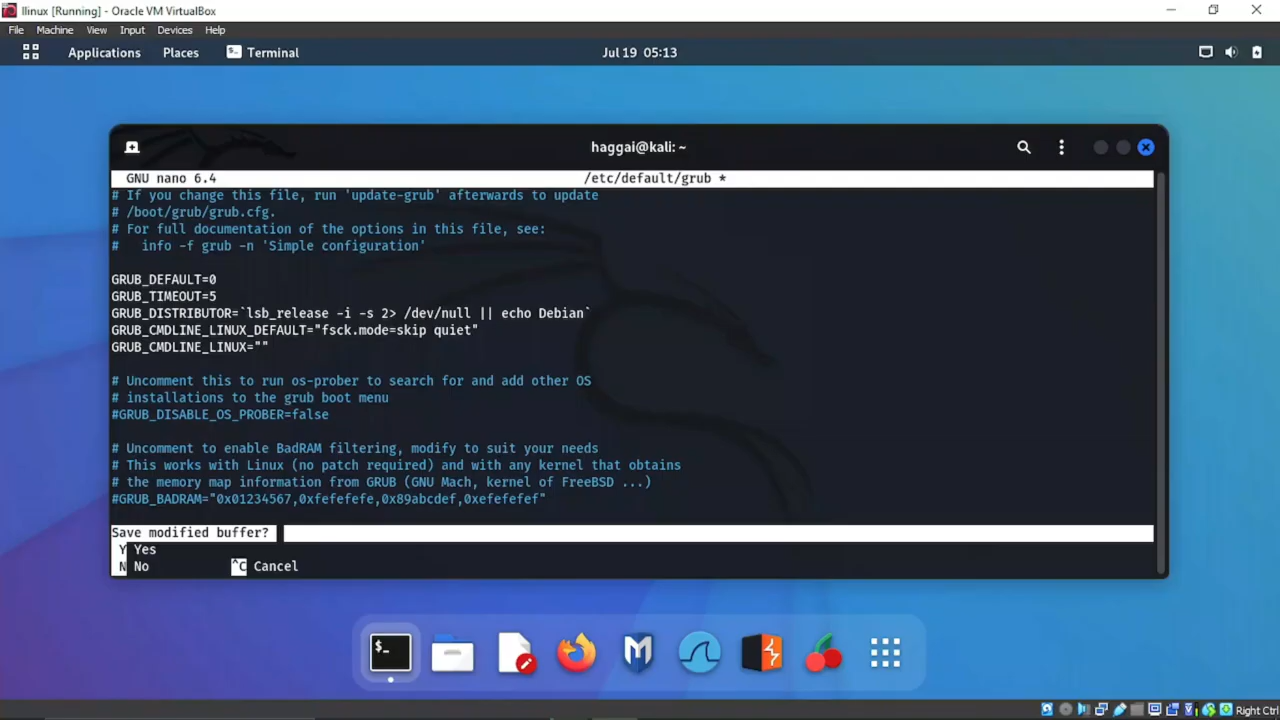 llinux [Running] - Oracle VM VirtualBox
File Machine View Input Devices Help
Applications Places Terminal Jul 19 05:13
haggai@kali: ~
GNU nano 6.4 /etc/default/grub *
# If you change this file, run 'update-grub' afterwards to update
# /boot/grub/grub.cfg.
# For full documentation of the options in this file, see:
#   info -f grub -n 'Simple configuration'
GRUB_DEFAULT=0
GRUB_TIMEOUT=5
GRUB_DISTRIBUTOR=`lsb_release -i -s 2> /dev/null || echo Debian`
GRUB_CMDLINE_LINUX_DEFAULT="fsck.mode=skip quiet"
GRUB_CMDLINE_LINUX=""
# Uncomment this to run os-prober to search for and add other OS
# installations to the grub boot menu
#GRUB_DISABLE_OS_PROBER=false
# Uncomment to enable BadRAM filtering, modify to suit your needs
# This works with Linux (no patch required) and with any kernel that obtains
# the memory map information from GRUB (GNU Mach, kernel of FreeBSD ...)
#GRUB_BADRAM="0x01234567,0xfefefefe,0x89abcdef,0xefefefef"
Save modified buffer?
Y Yes
N No ^C Cancel
$-
Right Ctrl